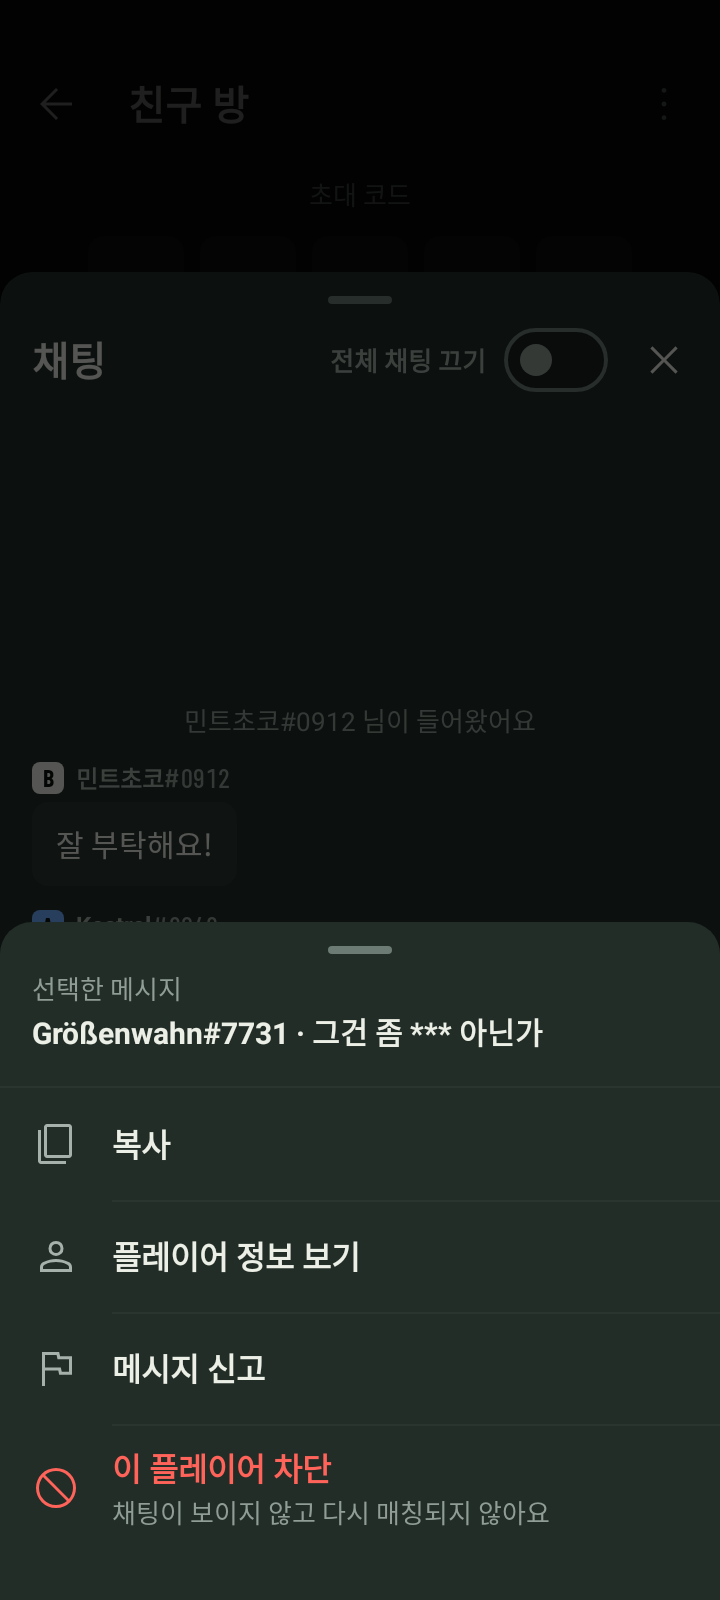 친구 방
초대 코드
채팅
전체 채팅 끄기
민트초코#0912 님이 들어왔어요
B 민트초코#0912
잘 부탁해요!
선택한 메시지
Größenwahn#7731 · 그건 좀 *** 아닌가
복사
플레이어 정보 보기
메시지 신고
이 플레이어 차단
채팅이 보이지 않고 다시 매칭되지 않아요